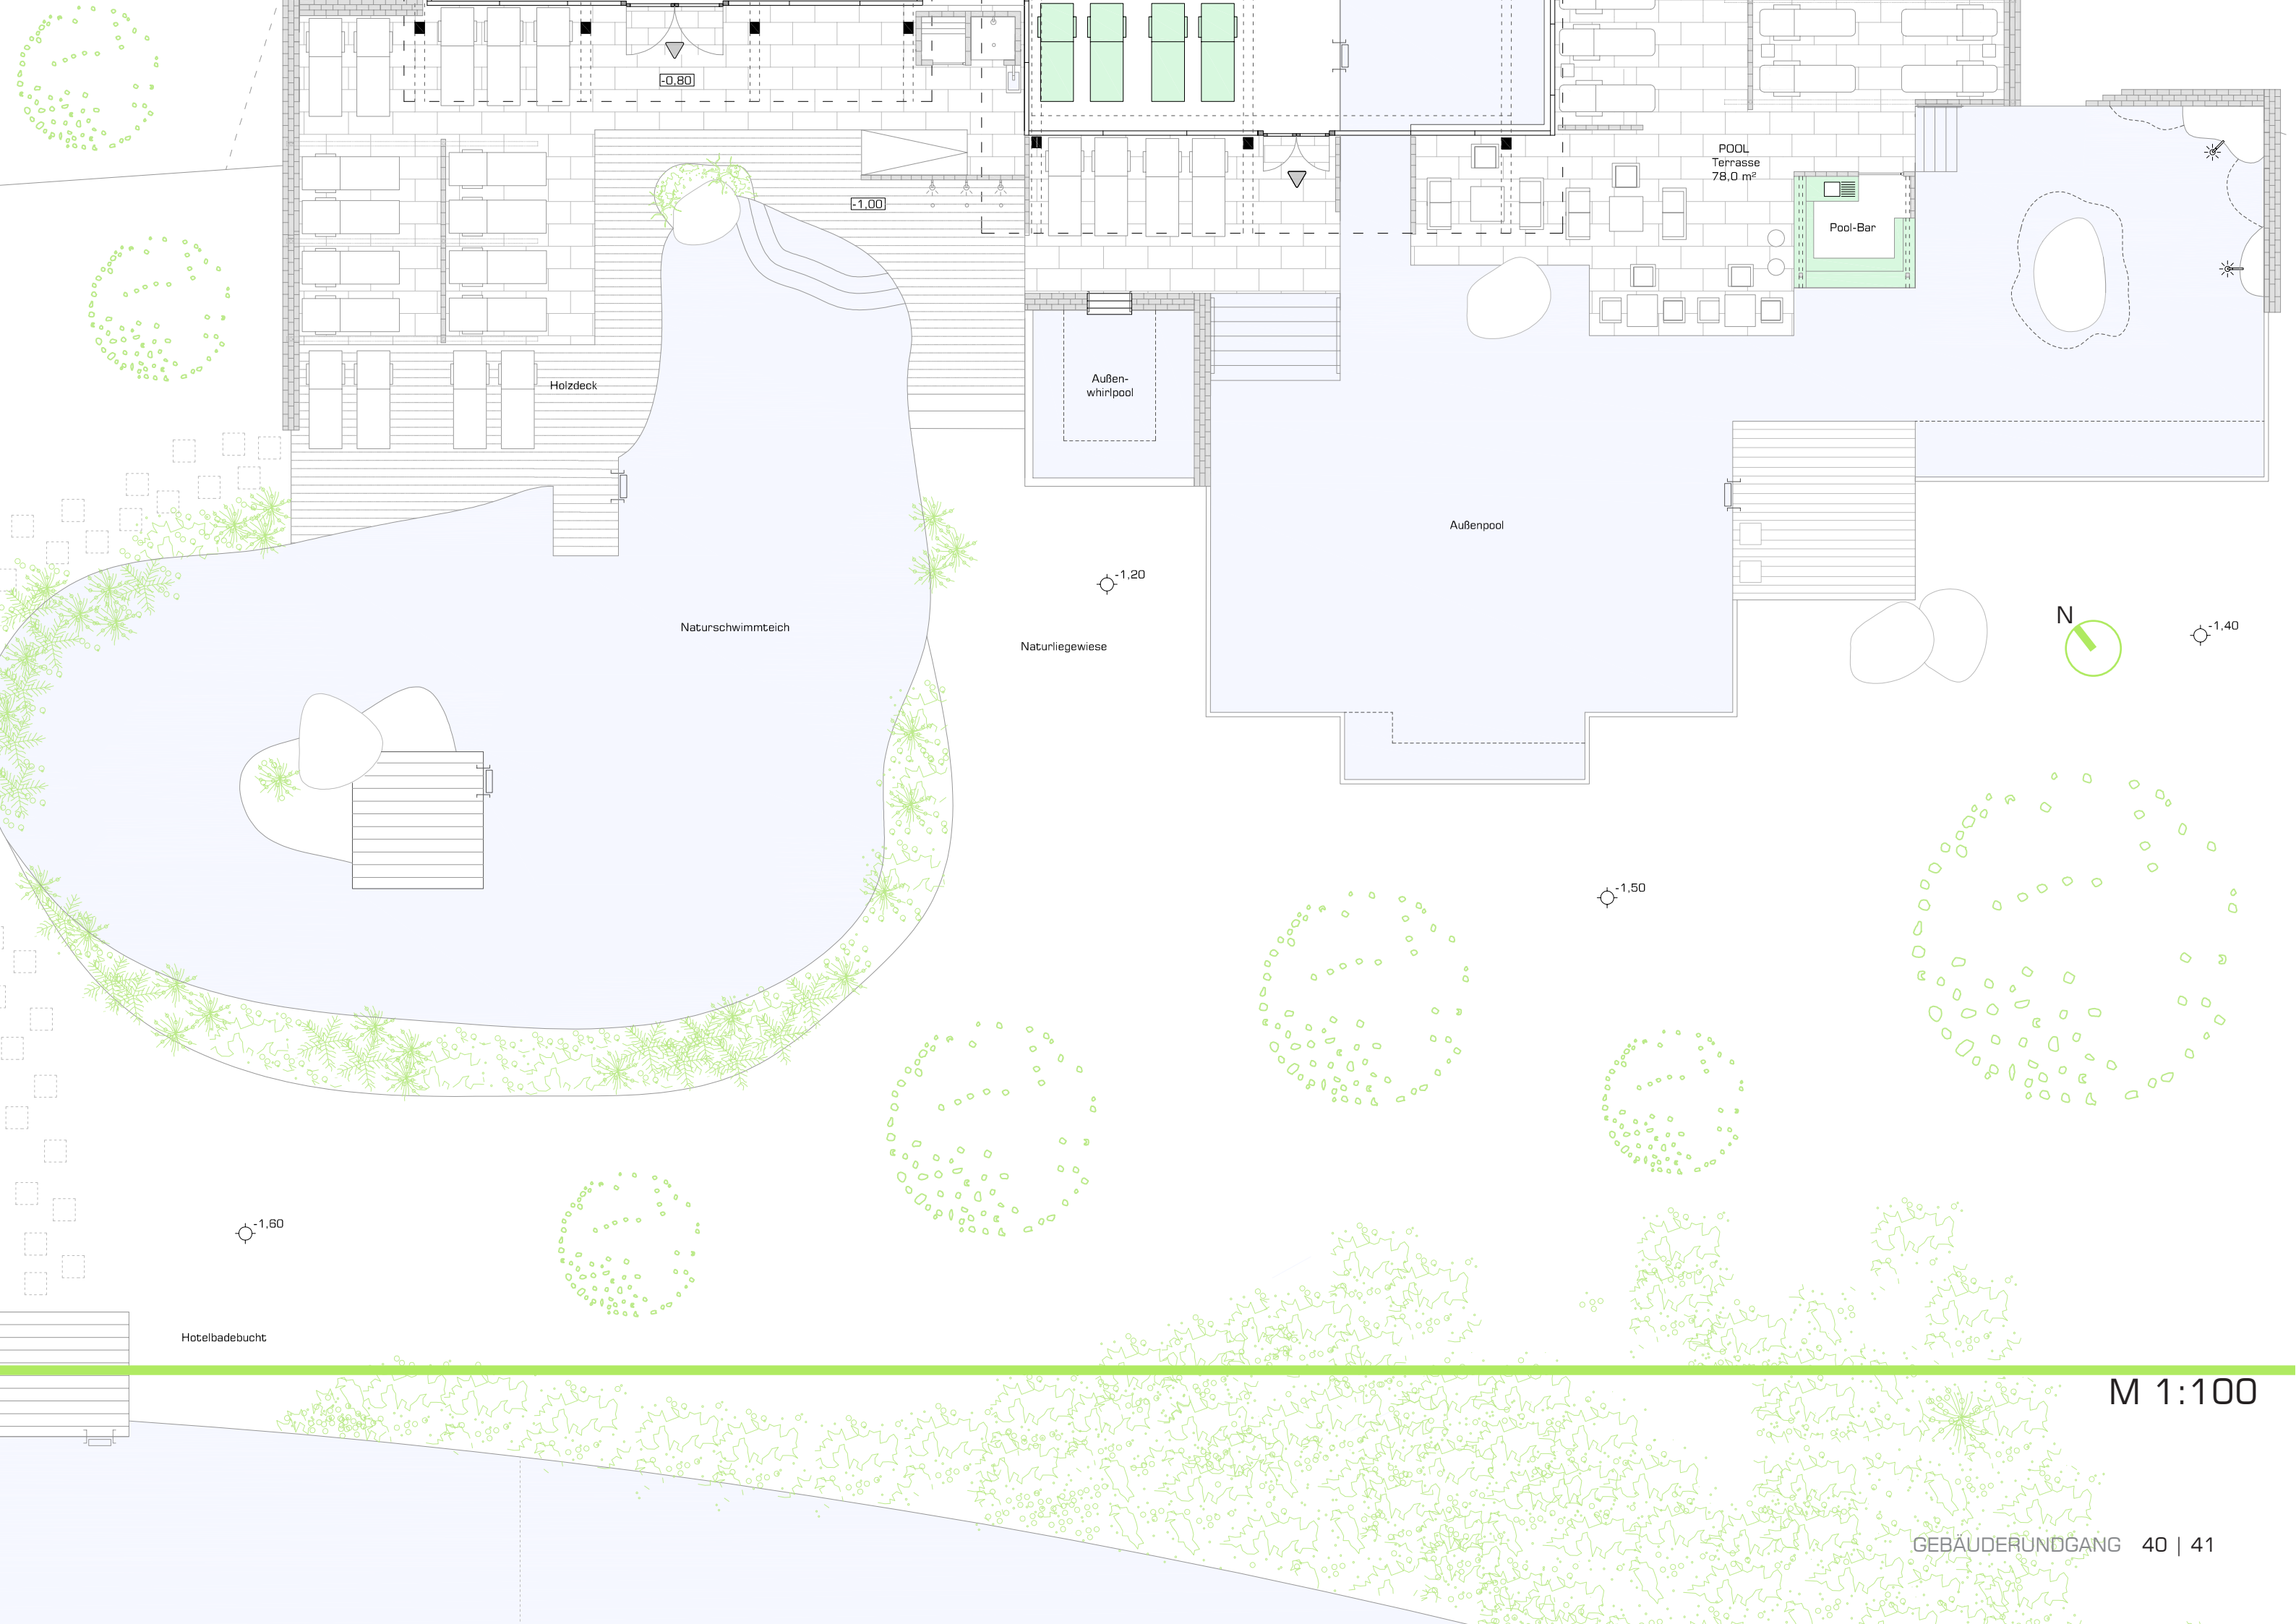 -0,80
POOL
Terrasse
78,0 m²
-1,00
Pool-Bar
Holzdeck
Außen-
whirlpool
Außenpool
-1,20
Naturschwimmteich
Naturliegewiese
N
-1,40
-1,50
-1,60
Hotelbadebucht
M 1:100
GEBÄUDERUNDGANG 40 | 41